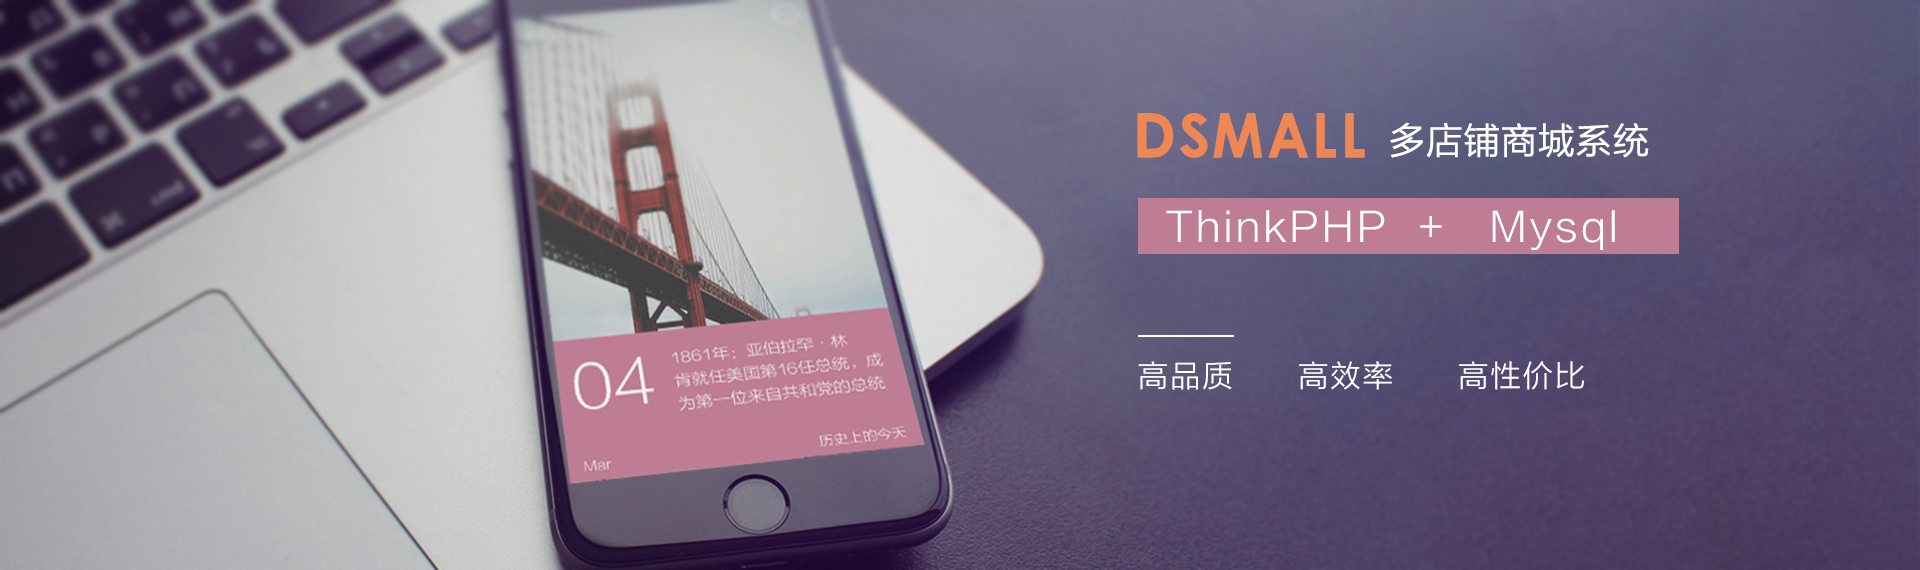 DSMALL 多店铺商城系统
ThinkPHP + Mysql
高品质 高效率 高性价比
04
1861年：亚伯拉罕·林
肯就任美国第16任总统，成
为第一位来自共和党的总统
历史上的今天
Mar
cmd
⌘